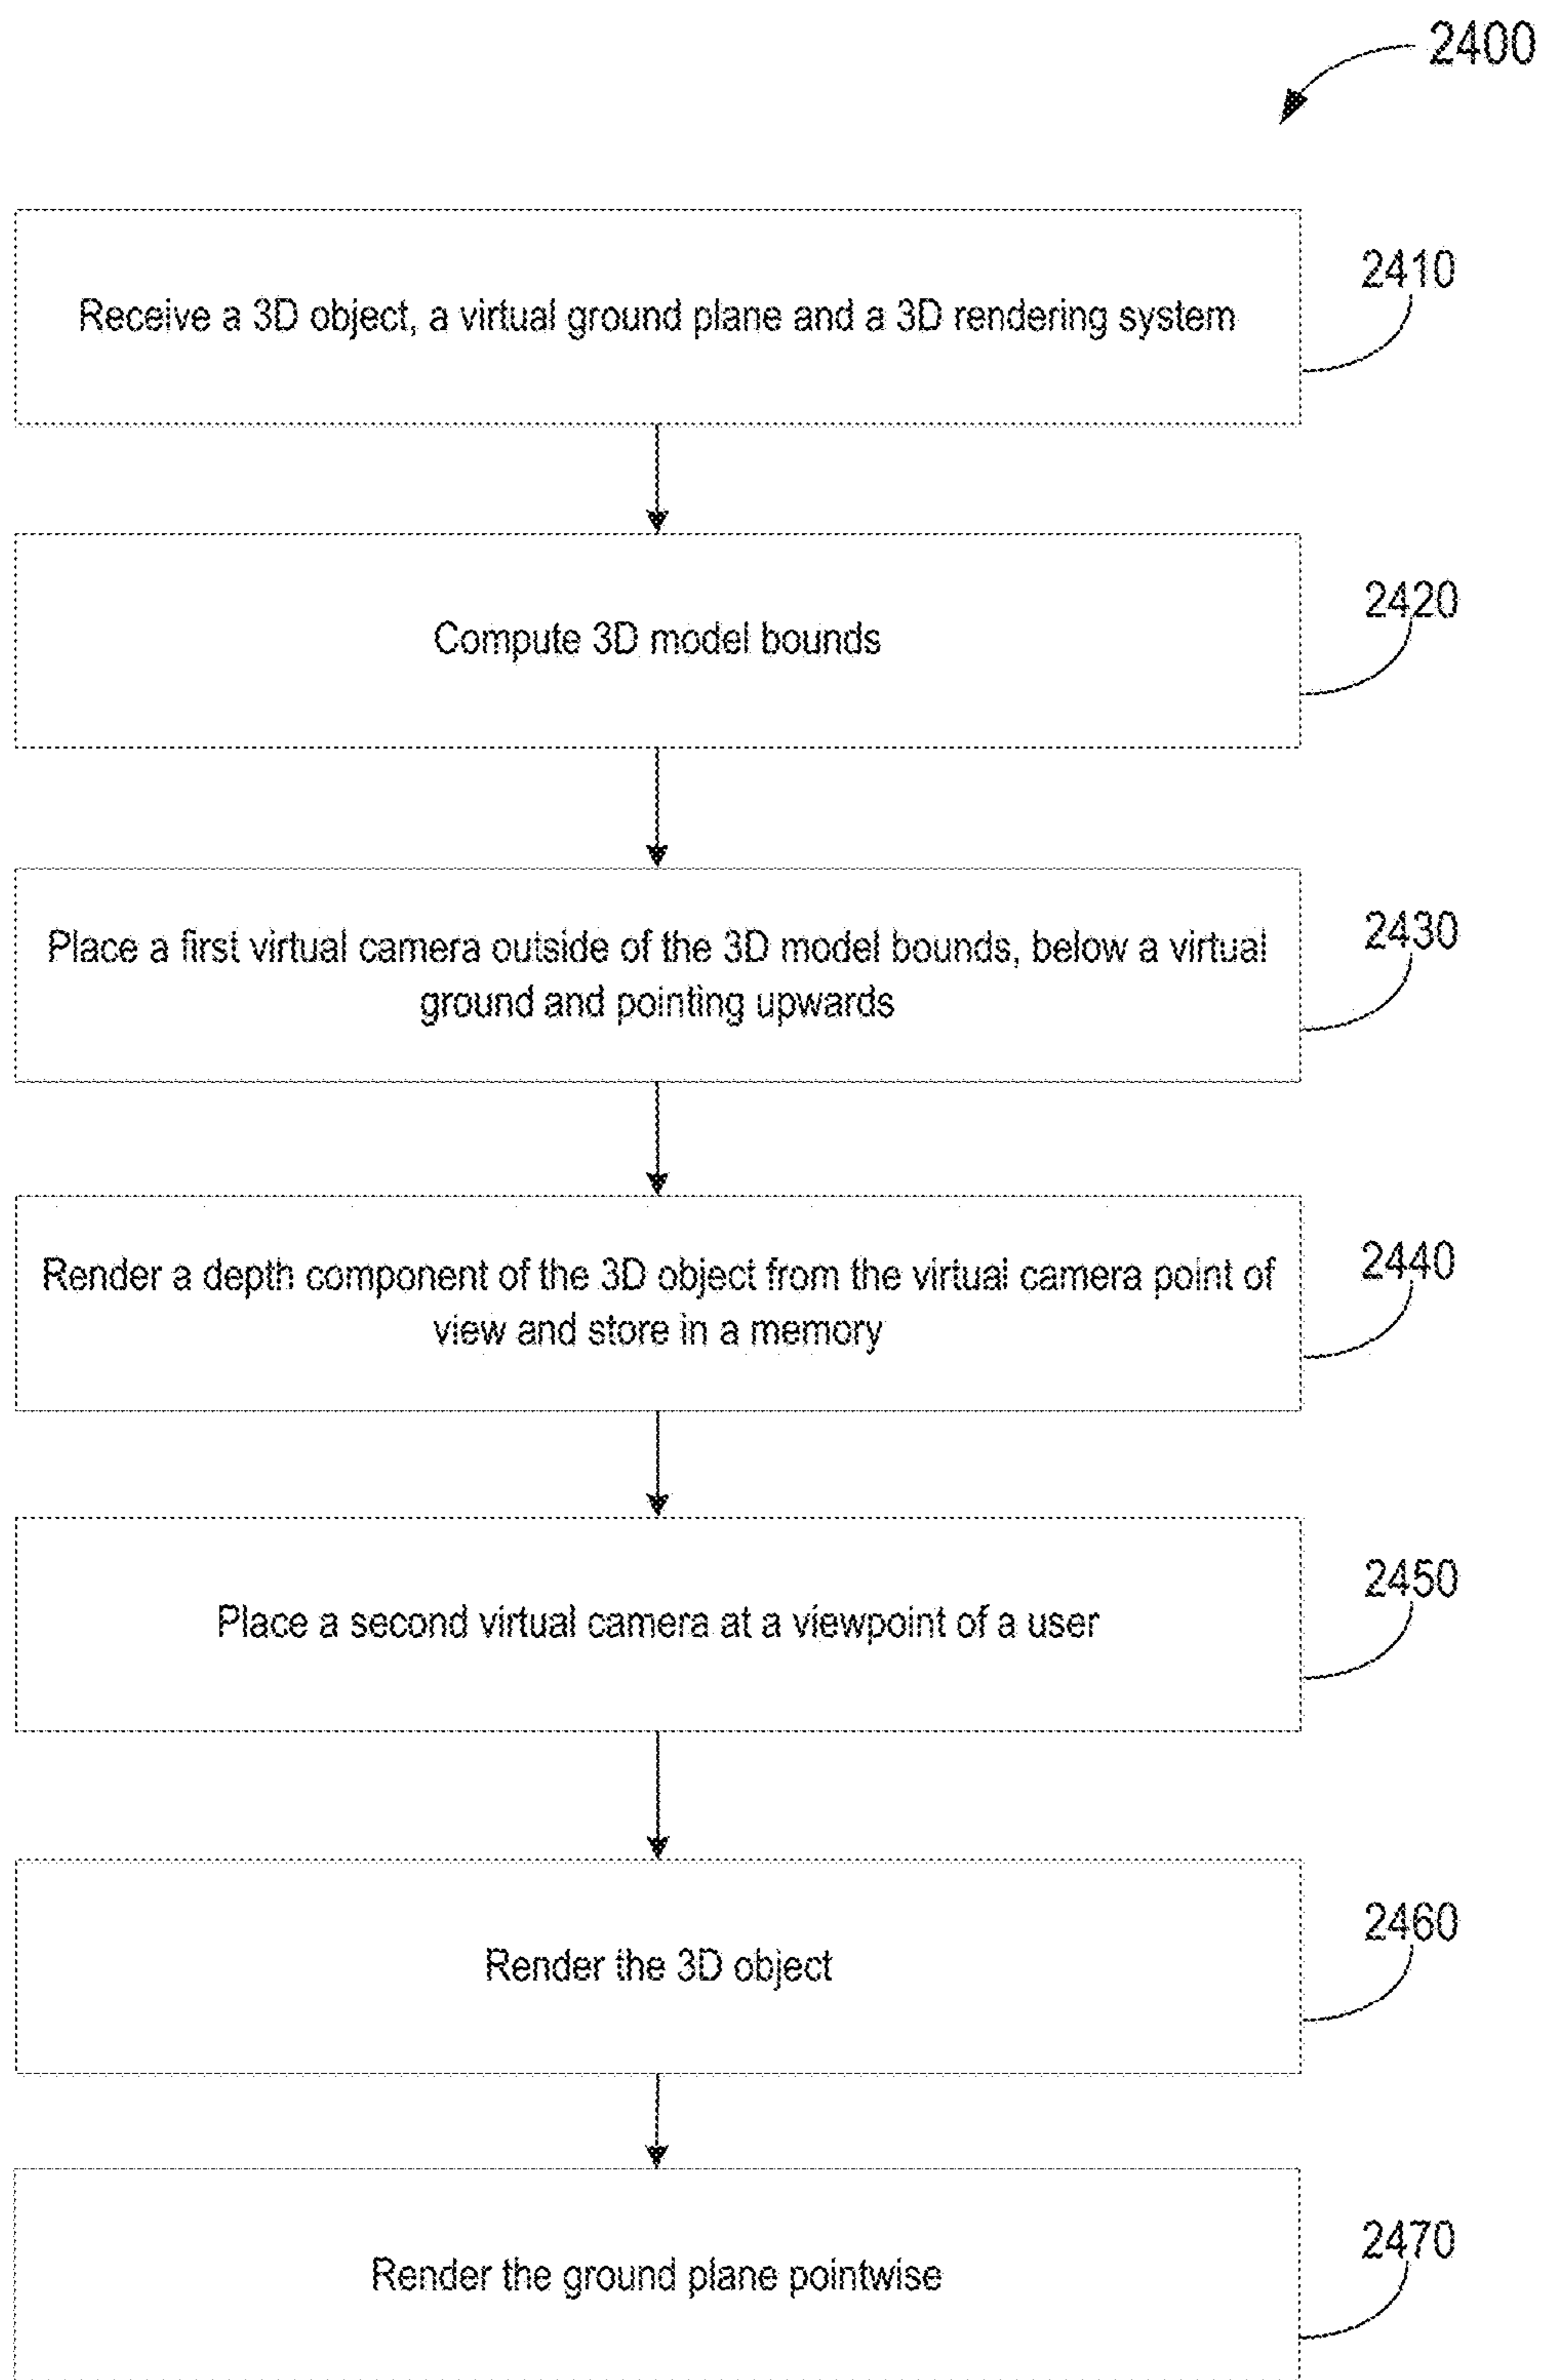 2400
Receive a 3D object, a virtual ground plane and a 3D rendering system
2410
Compute 3D model bounds
2420
Place a first virtual camera outside of the 3D model bounds, below a virtual
ground and pointing upwards
2430
Render a depth component of the 3D object from the virtual camera point of
view and store in a memory
2440
Place a second virtual camera at a viewpoint of a user
2450
Render the 3D object
2460
Render the ground plane pointwise
2470